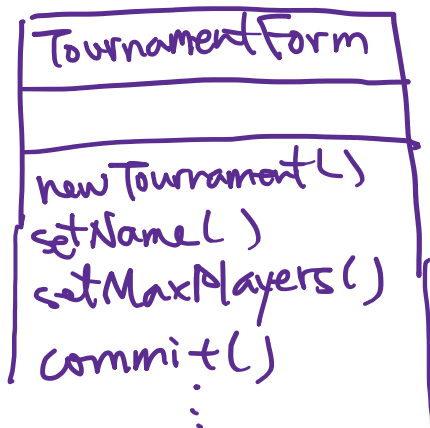 TournamentForm
newTournament()
setName()
setMaxPlayers()
commit()
⋮